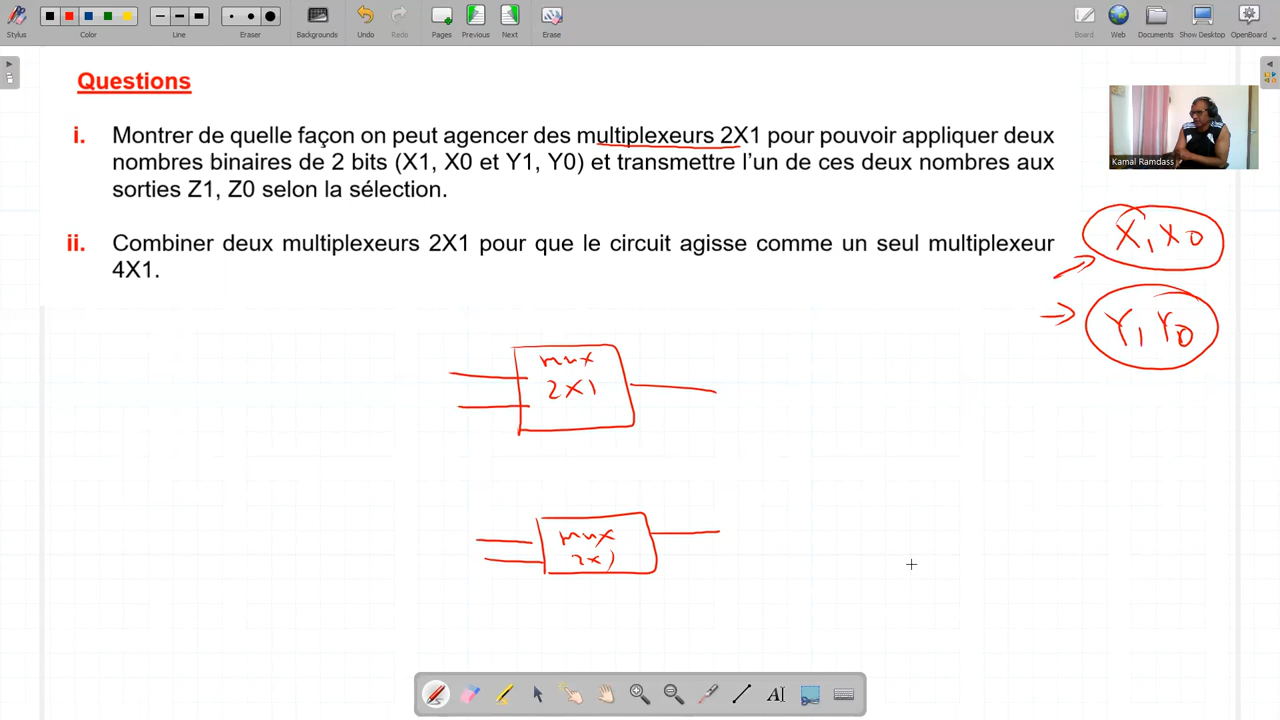 Stylus
Color
Line
Eraser
Backgrounds
Undo
Redo
Pages
Previous
Next
Erase
Board
Web
Documents
Show Desktop
OpenBoard
Questions
i. Montrer de quelle façon on peut agencer des multiplexeurs 2X1 pour pouvoir appliquer deux
nombres binaires de 2 bits (X1, X0 et Y1, Y0) et transmettre l’un de ces deux nombres aux
sorties Z1, Z0 selon la sélection.
ii. Combiner deux multiplexeurs 2X1 pour que le circuit agisse comme un seul multiplexeur
4X1.
Kamal Ramdass
X1 X0
Y1 Y0
mux
2X1
mux
2x1